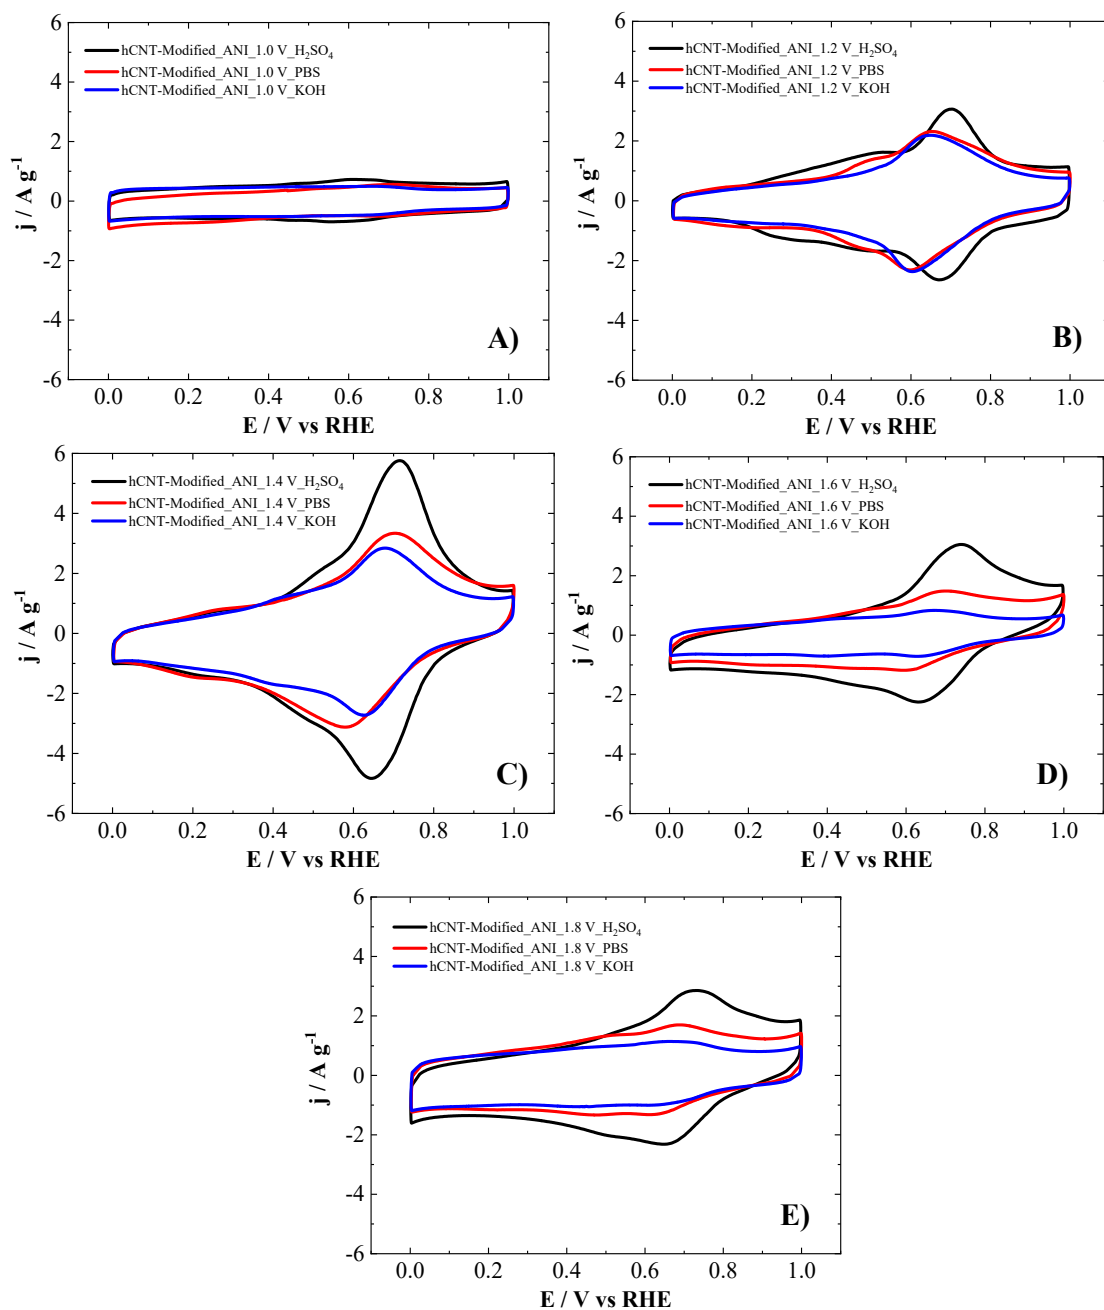 hCNT-Modified_ANI_1.0 V_H₂SO₄
hCNT-Modified_ANI_1.0 V_PBS
hCNT-Modified_ANI_1.0 V_KOH
6
4
2
0
-2
-4
-6
j / A g⁻¹
A)
0.0 0.2 0.4 0.6 0.8 1.0
E / V vs RHE
hCNT-Modified_ANI_1.2 V_H₂SO₄
hCNT-Modified_ANI_1.2 V_PBS
hCNT-Modified_ANI_1.2 V_KOH
6
4
2
0
-2
-4
-6
j / A g⁻¹
B)
0.0 0.2 0.4 0.6 0.8 1.0
E / V vs RHE
hCNT-Modified_ANI_1.4 V_H₂SO₄
hCNT-Modified_ANI_1.4 V_PBS
hCNT-Modified_ANI_1.4 V_KOH
6
4
2
0
-2
-4
-6
j / A g⁻¹
C)
0.0 0.2 0.4 0.6 0.8 1.0
E / V vs RHE
hCNT-Modified_ANI_1.6 V_H₂SO₄
hCNT-Modified_ANI_1.6 V_PBS
hCNT-Modified_ANI_1.6 V_KOH
6
4
2
0
-2
-4
-6
j / A g⁻¹
D)
0.0 0.2 0.4 0.6 0.8 1.0
E / V vs RHE
hCNT-Modified_ANI_1.8 V_H₂SO₄
hCNT-Modified_ANI_1.8 V_PBS
hCNT-Modified_ANI_1.8 V_KOH
6
4
2
0
-2
-4
-6
j / A g⁻¹
E)
0.0 0.2 0.4 0.6 0.8 1.0
E / V vs RHE